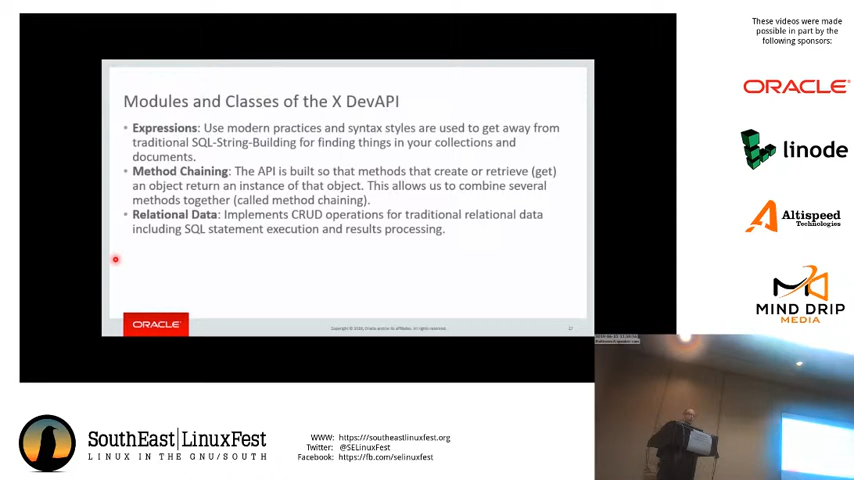 Modules and Classes of the X DevAPI
• Expressions: Use modern practices and syntax styles are used to get away from
traditional SQL-String-Building for finding things in your collections and
documents.
• Method Chaining: The API is built so that methods that create or retrieve (get)
an object return an instance of that object. This allows us to combine several
methods together (called method chaining).
• Relational Data: Implements CRUD operations for traditional relational data
including SQL statement execution and results processing.
ORACLE
These videos were made
possible in part by the
following sponsors:
ORACLE
linode
Altispeed
Technologies
MIND DRIP
MEDIA
SouthEast|LinuxFest
LINUX IN THE GNU/SOUTH
WWW: https:///southeastlinuxfest.org
Twitter: @SELinuxFest
Facebook: https://fb.com/selinuxfest